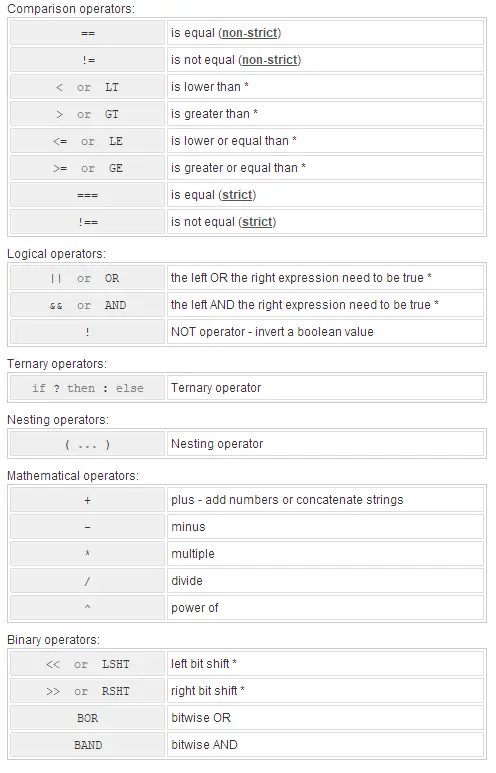 Comparison operators:
== is equal (non-strict)
!= is not equal (non-strict)
< or LT is lower than *
> or GT is greater than *
<= or LE is lower or equal than *
>= or GE is greater or equal than *
=== is equal (strict)
!== is not equal (strict)
Logical operators:
|| or OR the left OR the right expression need to be true *
&& or AND the left AND the right expression need to be true *
! NOT operator - invert a boolean value
Ternary operators:
if ? then : else Ternary operator
Nesting operators:
( ... ) Nesting operator
Mathematical operators:
+ plus - add numbers or concatenate strings
- minus
* multiple
/ divide
^ power of
Binary operators:
<< or LSHT left bit shift *
>> or RSHT right bit shift *
BOR bitwise OR
BAND bitwise AND